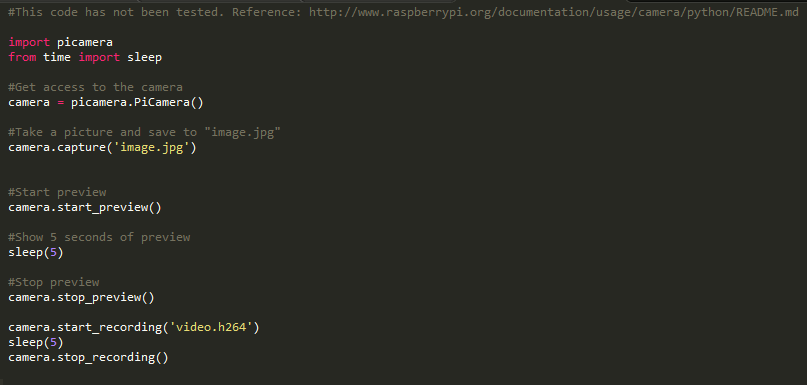 #This code has not been tested. Reference: http://www.raspberrypi.org/documentation/usage/camera/python/README.md
import picamera
from time import sleep
#Get access to the camera
camera = picamera.PiCamera()
#Take a picture and save to "image.jpg"
camera.capture('image.jpg')
#Start preview
camera.start_preview()
#Show 5 seconds of preview
sleep(5)
#Stop preview
camera.stop_preview()
camera.start_recording('video.h264')
sleep(5)
camera.stop_recording()